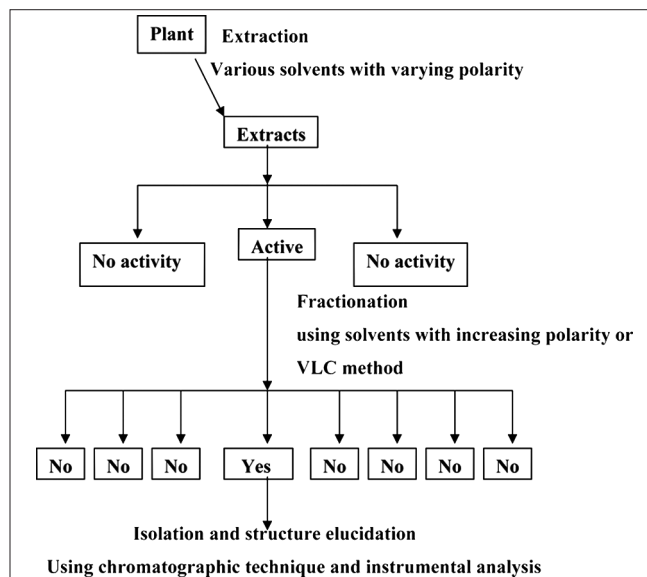 Plant Extraction
Various solvents with varying polarity
Extracts
No activity Active No activity
Fractionation
using solvents with increasing polarity or
VLC method
No No No Yes No No No No
Isolation and structure elucidation
Using chromatographic technique and instrumental analysis